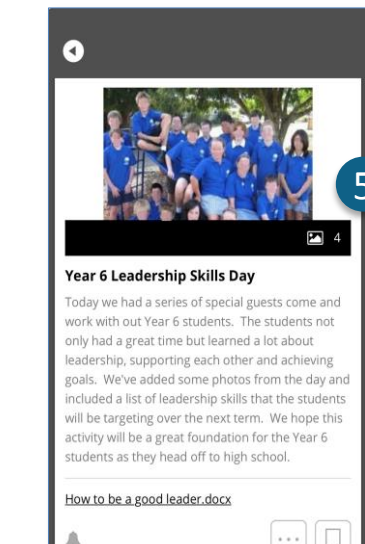 5
4
Year 6 Leadership Skills Day
Today we had a series of special guests come and
work with out Year 6 students. The students not
only had a great time but learned a lot about
leadership, supporting each other and achieving
goals. We've added some photos from the day and
included a list of leadership skills that the students
will be targeting over the next term. We hope this
activity will be a great foundation for the Year 6
students as they head off to high school.
How to be a good leader.docx